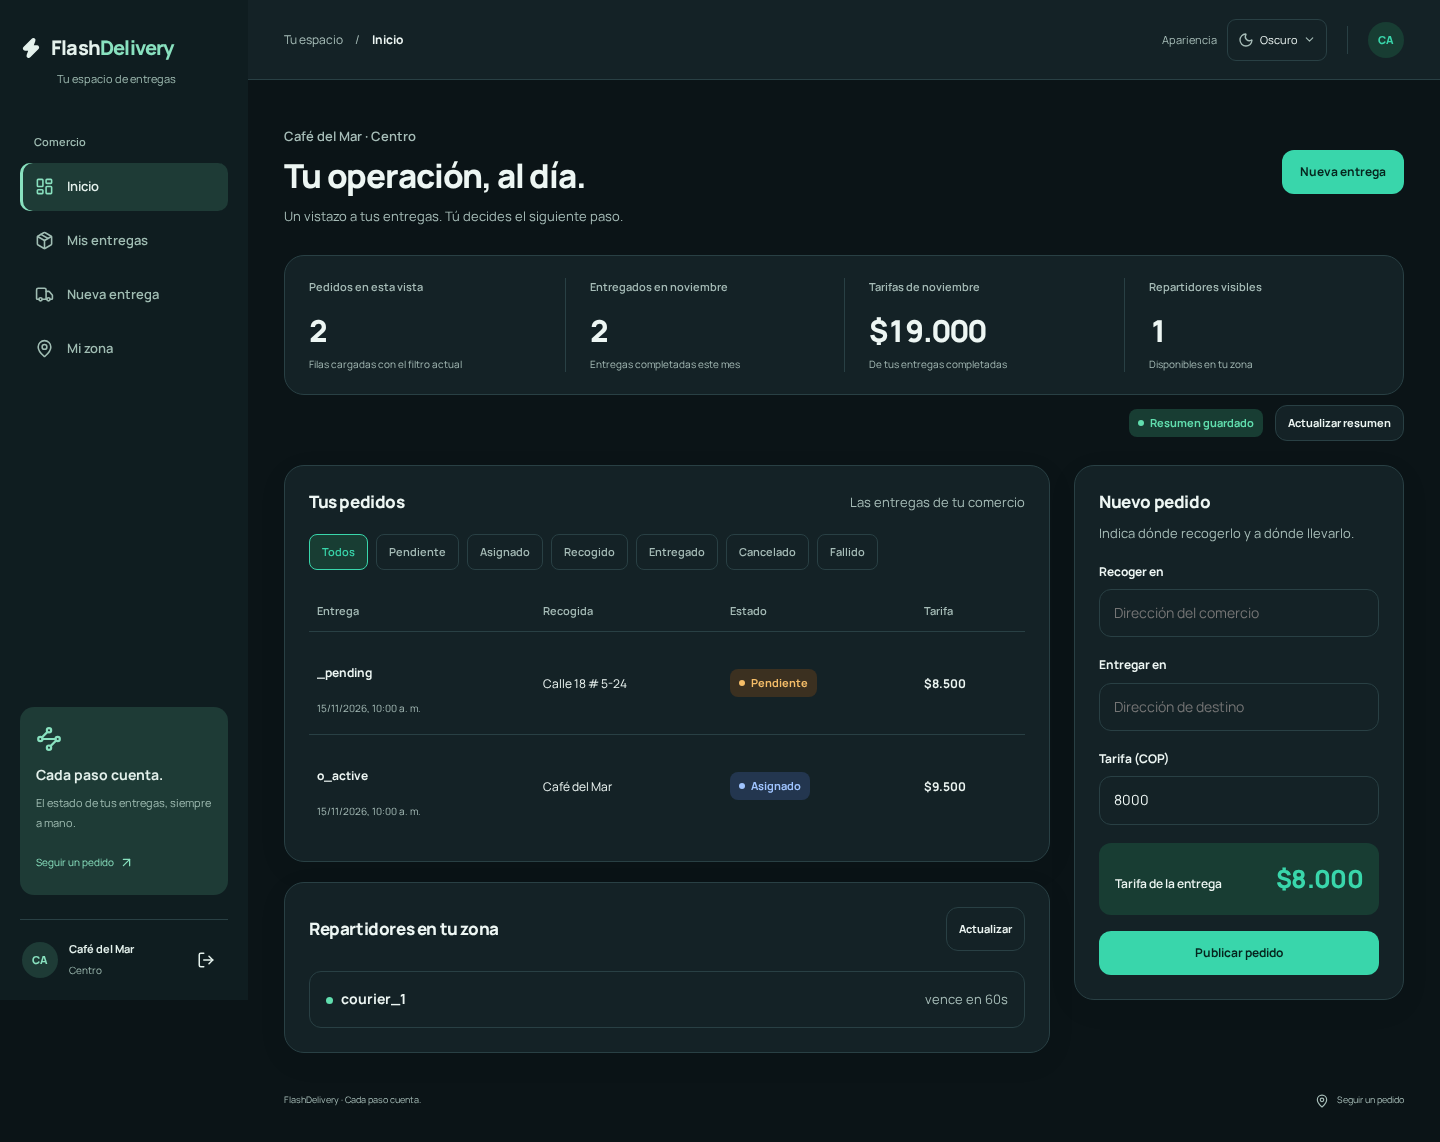 FlashDelivery
Tu espacio de entregas
Comercio
Inicio
Mis entregas
Nueva entrega
Mi zona
Cada paso cuenta.
El estado de tus entregas, siempre
a mano.
Seguir un pedido
CA
Café del Mar
Centro
Tu espacio / Inicio
Apariencia
Oscuro
CA
Café del Mar · Centro
Tu operación, al día.
Un vistazo a tus entregas. Tú decides el siguiente paso.
Nueva entrega
Pedidos en esta vista
2
Filas cargadas con el filtro actual
Entregados en noviembre
2
Entregas completadas este mes
Tarifas de noviembre
$19.000
De tus entregas completadas
Repartidores visibles
1
Disponibles en tu zona
Resumen guardado
Actualizar resumen
Tus pedidos
Las entregas de tu comercio
Todos
Pendiente
Asignado
Recogido
Entregado
Cancelado
Fallido
Entrega Recogida Estado Tarifa
_pending
15/11/2026, 10:00 a. m.
Calle 18 # 5-24
Pendiente
$8.500
o_active
15/11/2026, 10:00 a. m.
Café del Mar
Asignado
$9.500
Repartidores en tu zona
Actualizar
courier_1
vence en 60s
Nuevo pedido
Indica dónde recogerlo y a dónde llevarlo.
Recoger en
Dirección del comercio
Entregar en
Dirección de destino
Tarifa (COP)
8000
Tarifa de la entrega
$8.000
Publicar pedido
FlashDelivery · Cada paso cuenta.
Seguir un pedido